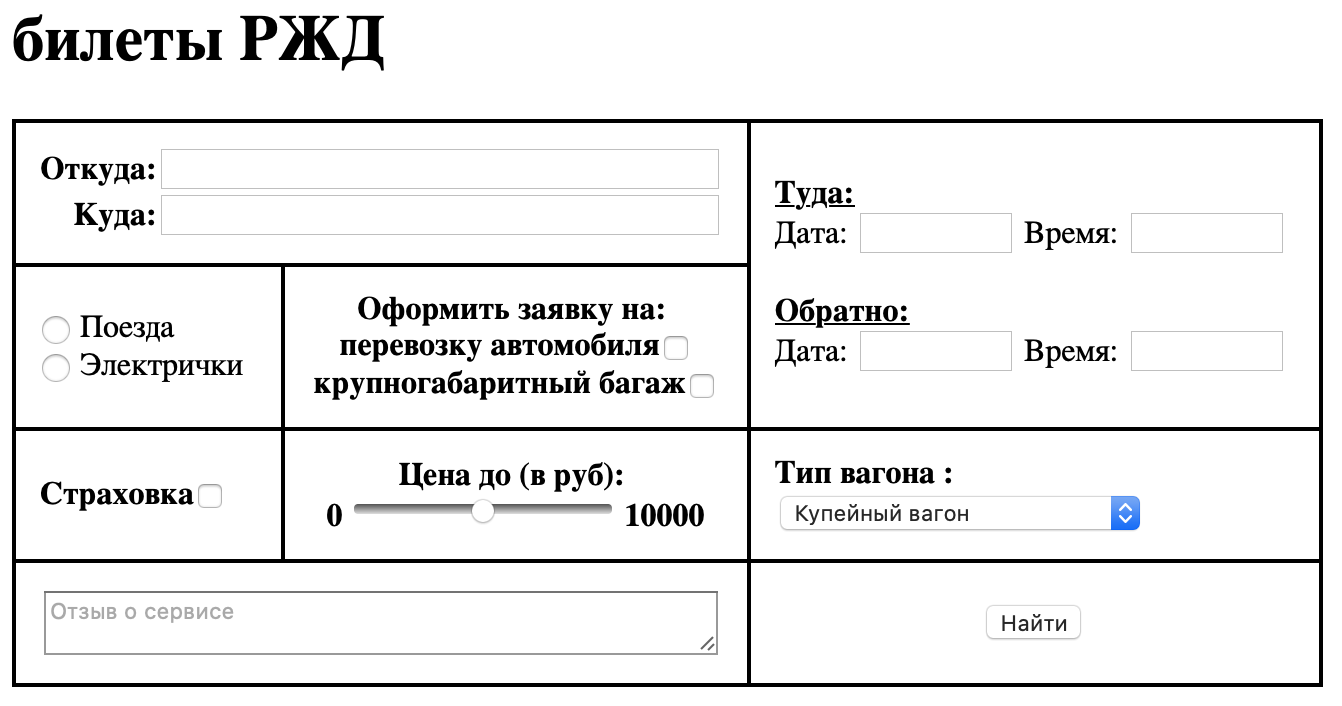 билеты РЖД
Откуда:
Куда:
Туда:
Дата: Время:
Обратно:
Дата: Время:
Поезда
Электрички
Оформить заявку на:
перевозку автомобиля
крупногабаритный багаж
Страховка
Цена до (в руб):
0 10000
Тип вагона :
Купейный вагон
Отзыв о сервисе
Найти